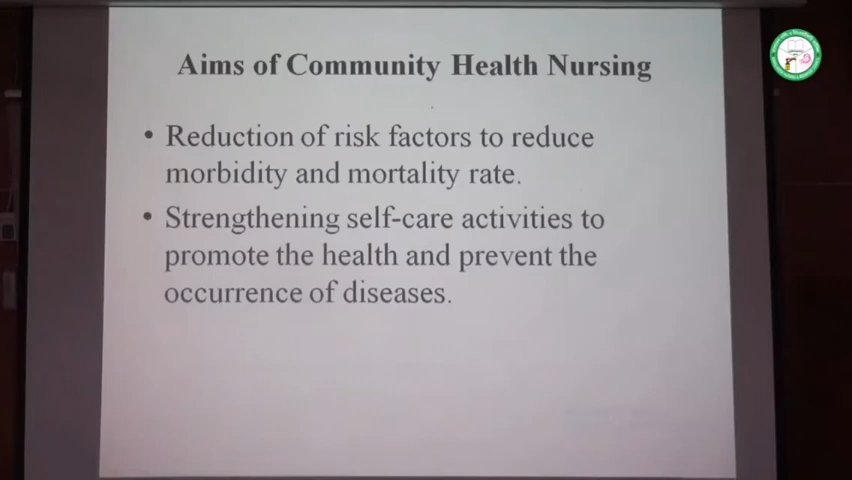 Aims of Community Health Nursing
• Reduction of risk factors to reduce
morbidity and mortality rate.
• Strengthening self-care activities to
promote the health and prevent the
occurrence of diseases.